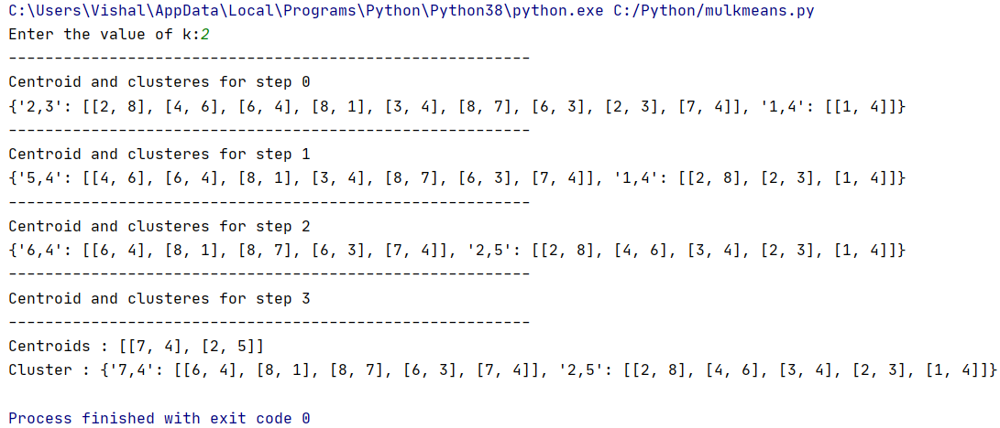 C:\Users\Vishal\AppData\Local\Programs\Python\Python38\python.exe C:/Python/mulkmeans.py
Enter the value of k:2
---------------------------------------------------------
Centroid and clusteres for step 0
{'2,3': [[2, 8], [4, 6], [6, 4], [8, 1], [3, 4], [8, 7], [6, 3], [2, 3], [7, 4]], '1,4': [[1, 4]]}
---------------------------------------------------------
Centroid and clusteres for step 1
{'5,4': [[4, 6], [6, 4], [8, 1], [3, 4], [8, 7], [6, 3], [7, 4]], '1,4': [[2, 8], [2, 3], [1, 4]]}
---------------------------------------------------------
Centroid and clusteres for step 2
{'6,4': [[6, 4], [8, 1], [8, 7], [6, 3], [7, 4]], '2,5': [[2, 8], [4, 6], [3, 4], [2, 3], [1, 4]]}
---------------------------------------------------------
Centroid and clusteres for step 3
---------------------------------------------------------
Centroids : [[7, 4], [2, 5]]
Cluster : {'7,4': [[6, 4], [8, 1], [8, 7], [6, 3], [7, 4]], '2,5': [[2, 8], [4, 6], [3, 4], [2, 3], [1, 4]]}
Process finished with exit code 0